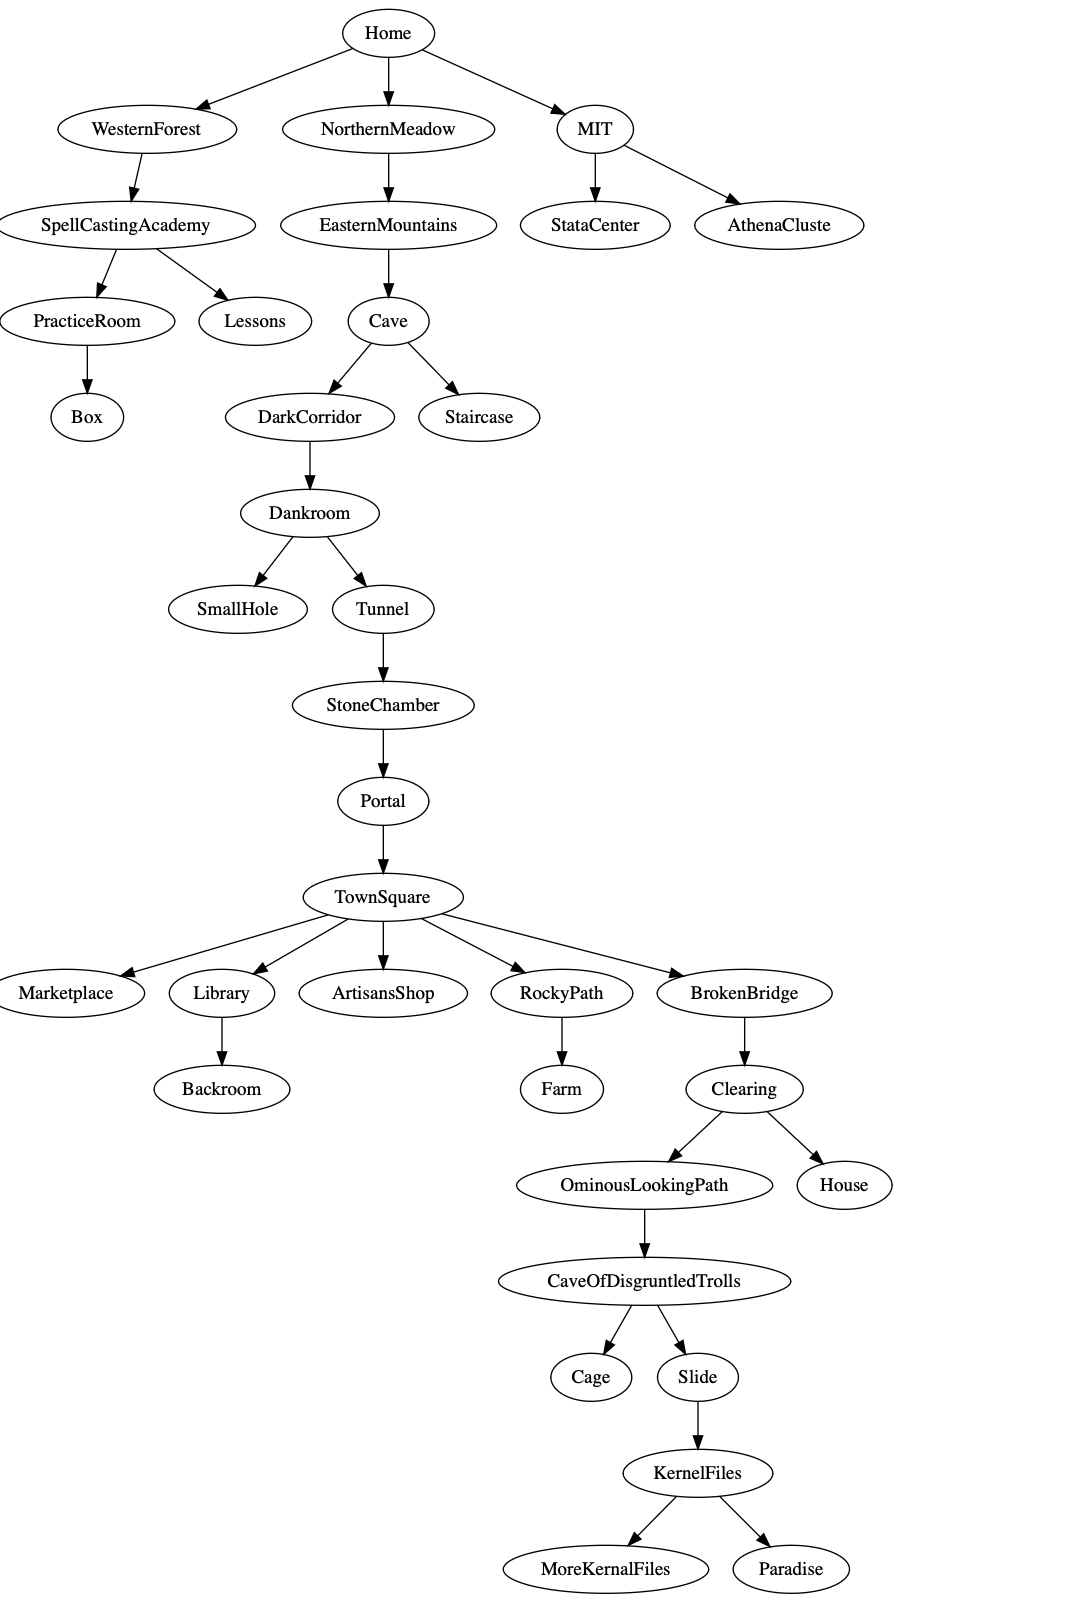 Home
WesternForest
NorthernMeadow
MIT
SpellCastingAcademy
EasternMountains
StataCenter
AthenaCluste
PracticeRoom
Lessons
Cave
Box
DarkCorridor
Staircase
Dankroom
SmallHole
Tunnel
StoneChamber
Portal
TownSquare
Marketplace
Library
ArtisansShop
RockyPath
BrokenBridge
Backroom
Farm
Clearing
OminousLookingPath
House
CaveOfDisgruntledTrolls
Cage
Slide
KernelFiles
MoreKernalFiles
Paradise